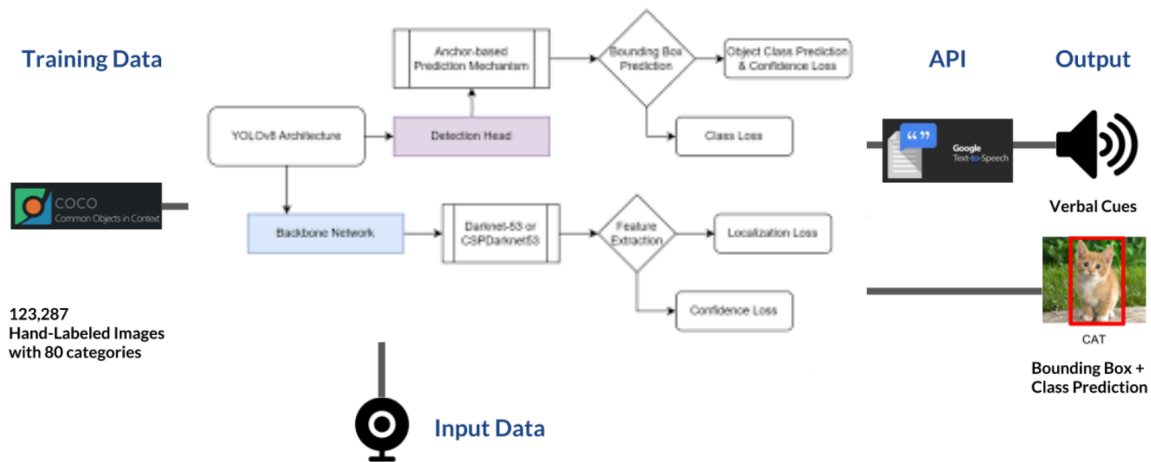 Training Data
Anchor-based
Prediction Mechanism
Bounding Box
Prediction
Object Class Prediction
& Confidence Loss
API
Output
YOLOv8 Architecture
Detection Head
Class Loss
“ ”
Google
Text-to-Speech
COCO
Common Objects in Context
Verbal Cues
Backbone Network
Darknet-53 or
CSPDarknet53
Feature
Extraction
Localization Loss
123,287
Hand-Labeled Images
with 80 categories
Confidence Loss
CAT
Bounding Box +
Class Prediction
Input Data